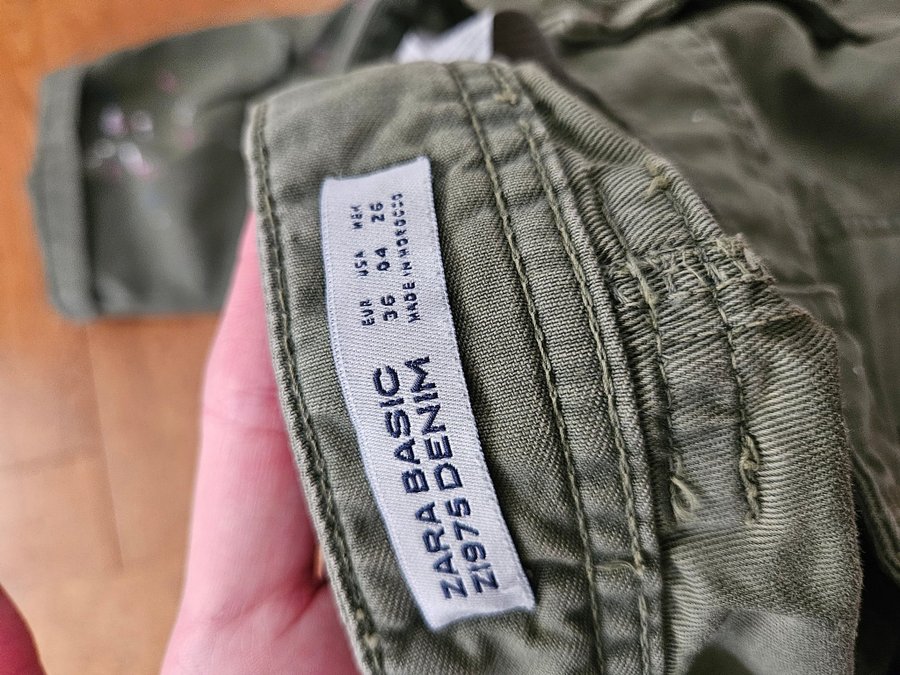 ZARA BASIC
Z1975 DENIM
EUR USA MEX
36 04 26
MADE IN MOROCCO